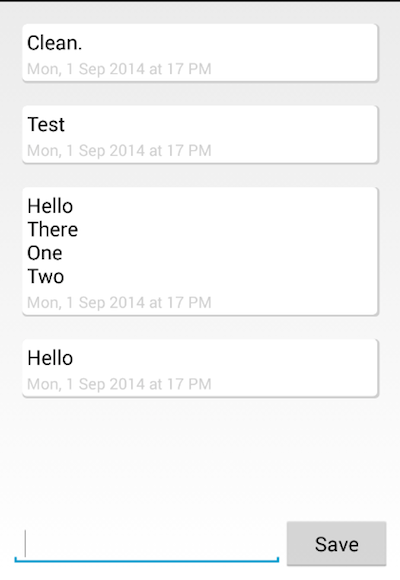 Clean.
Mon, 1 Sep 2014 at 17 PM
Test
Mon, 1 Sep 2014 at 17 PM
Hello
There
One
Two
Mon, 1 Sep 2014 at 17 PM
Hello
Mon, 1 Sep 2014 at 17 PM
Save